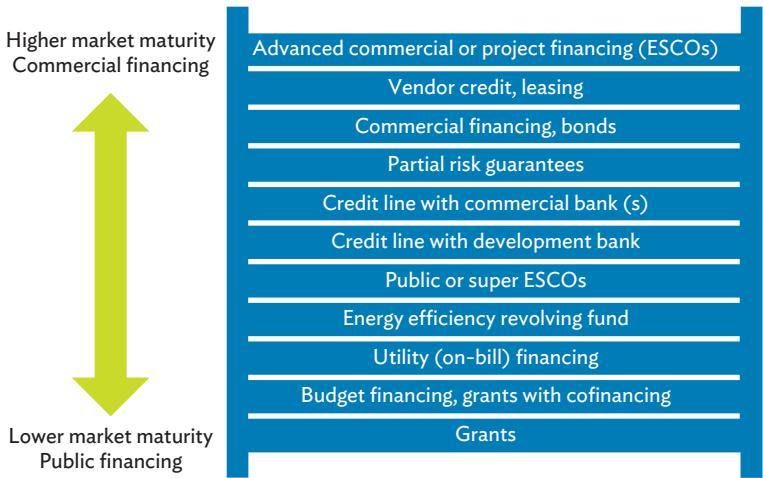 Higher market maturity
Commercial financing
Advanced commercial or project financing (ESCOs)
Vendor credit, leasing
Commercial financing, bonds
Partial risk guarantees
Credit line with commercial bank (s)
Credit line with development bank
Public or super ESCOs
Energy efficiency revolving fund
Utility (on-bill) financing
Budget financing, grants with cofinancing
Grants
Lower market maturity
Public financing